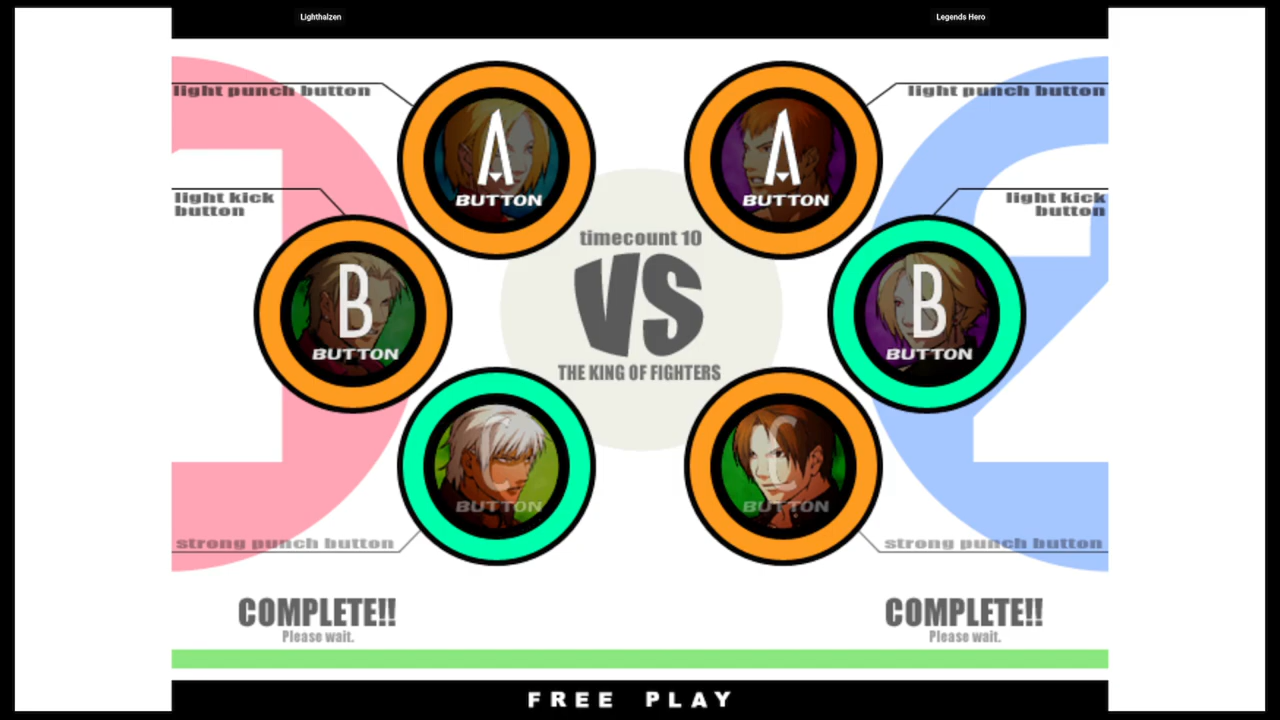 Lighthalzen
Legends Hero
light punch button
light punch button
A
BUTTON
A
BUTTON
light kick
button
light kick
button
timecount 10
VS
THE KING OF FIGHTERS
B
BUTTON
B
BUTTON
C
BUTTON
C
BUTTON
strong punch button
strong punch button
COMPLETE!!
Please wait.
COMPLETE!!
Please wait.
FREE PLAY